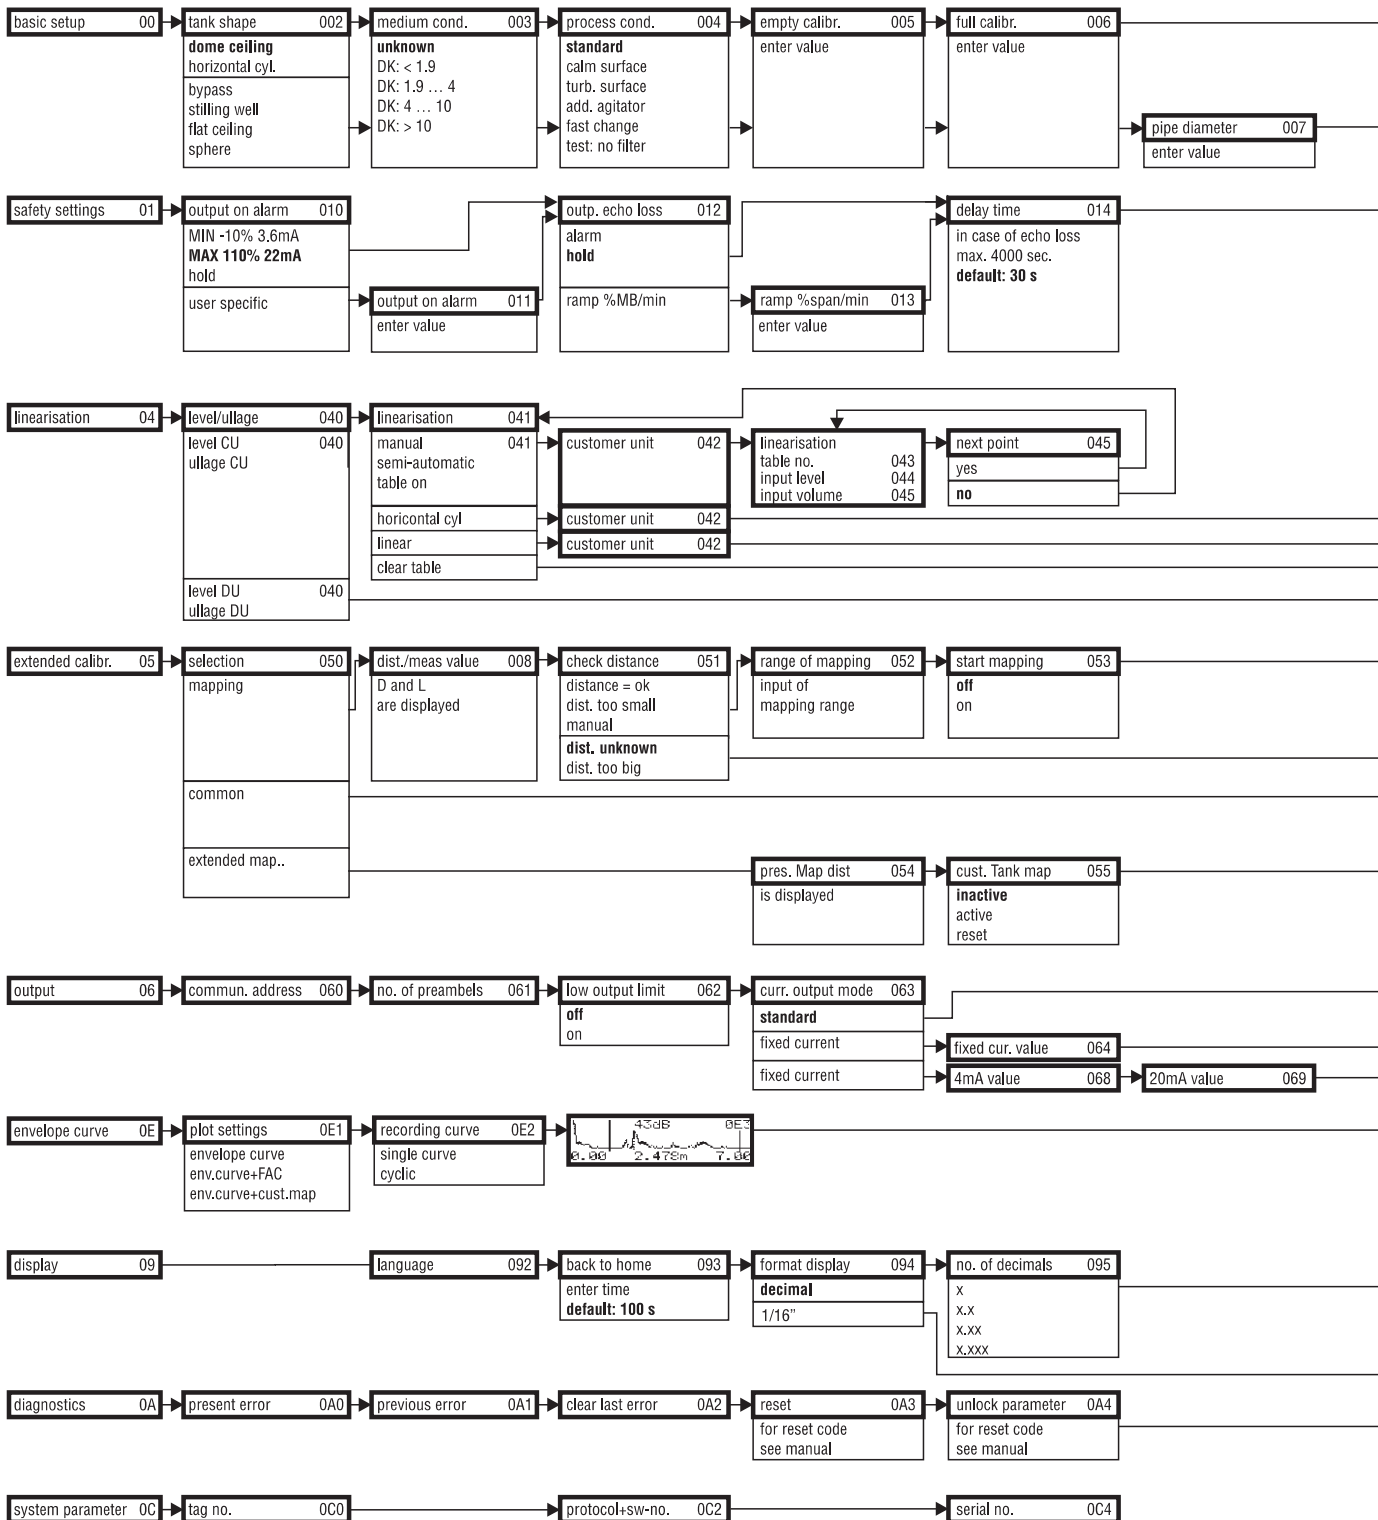 basic setup 00
tank shape 002
medium cond. 003
process cond. 004
empty calibr. 005
full calibr. 006
dome ceiling
horizontal cyl.
bypass
stilling well
flat ceiling
sphere
unknown
DK: < 1.9
DK: 1.9 … 4
DK: 4 … 10
DK: > 10
standard
calm surface
turb. surface
add. agitator
fast change
test: no filter
enter value
enter value
pipe diameter 007
enter value
safety settings 01
output on alarm 010
outp. echo loss 012
delay time 014
MIN -10% 3.6mA
MAX 110% 22mA
hold
user specific
output on alarm 011
enter value
alarm
hold
ramp %MB/min
ramp %span/min 013
enter value
in case of echo loss
max. 4000 sec.
default: 30 s
linearisation 04
level/ullage 040
linearisation 041
level CU 040
ullage CU
level DU 040
ullage DU
manual 041
semi-automatic
table on
horicontal cyl
linear
clear table
customer unit 042
customer unit 042
customer unit 042
linearisation
table no. 043
input level 044
input volume 045
next point 045
yes
no
extended calibr. 05
selection 050
dist./meas value 008
check distance 051
range of mapping 052
start mapping 053
mapping
common
extended map..
D and L
are displayed
distance = ok
dist. too small
manual
dist. unknown
dist. too big
input of
mapping range
off
on
pres. Map dist 054
is displayed
cust. Tank map 055
inactive
active
reset
output 06
commun. address 060
no. of preambels 061
low output limit 062
curr. output mode 063
off
on
standard
fixed current
fixed current
fixed cur. value 064
4mA value 068
20mA value 069
envelope curve 0E
plot settings 0E1
recording curve 0E2
envelope curve
env.curve+FAC
env.curve+cust.map
single curve
cyclic
43dB 0E3
0.00 2.478m 7.00
display 09
language 092
back to home 093
format display 094
no. of decimals 095
enter time
default: 100 s
decimal
1/16”
x
x.x
x.xx
x.xxx
diagnostics 0A
present error 0A0
previous error 0A1
clear last error 0A2
reset 0A3
unlock parameter 0A4
for reset code
see manual
for reset code
see manual
system parameter 0C
tag no. 0C0
protocol+sw-no. 0C2
serial no. 0C4